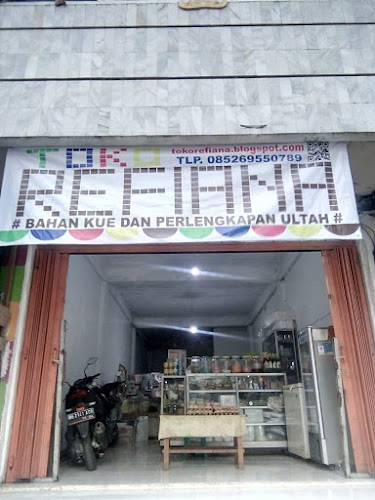 TOKO
tokorefiana.blogspot.com
TLP. 085269550789
REFIANA
# BAHAN KUE DAN PERLENGKAPAN ULTAH #